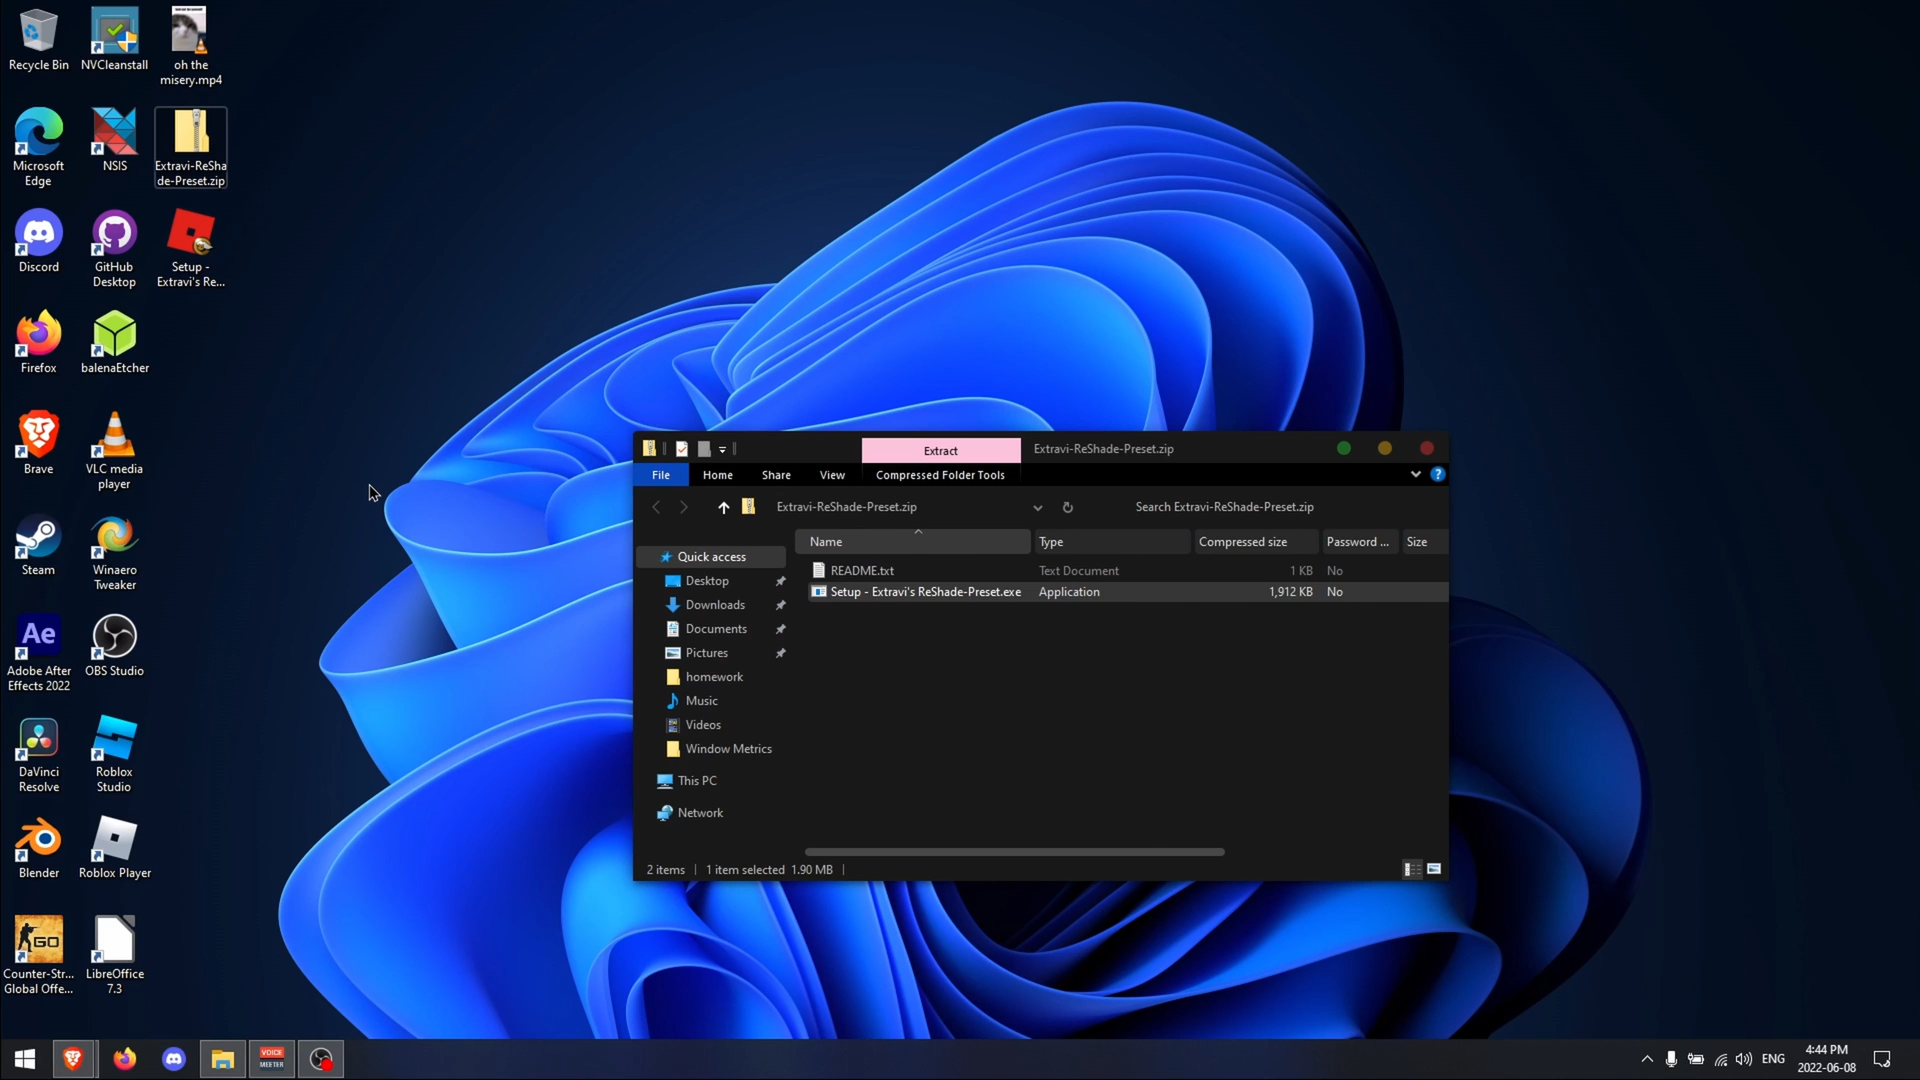 Recycle Bin
NVCleanstall
oh the
misery.mp4
Microsoft
Edge
NSIS
Extravi-ReSha
de-Preset.zip
Discord
GitHub
Desktop
Setup -
Extravi's Re...
Firefox
balenaEtcher
Brave
VLC media
player
Steam
Winaero
Tweaker
Ae
Adobe After
Effects 2022
OBS Studio
DaVinci
Resolve
Roblox
Studio
Blender
Roblox Player
GO
Counter-Str...
Global Offe...
LibreOffice
7.3
Extract
Extravi-ReShade-Preset.zip
File
Home
Share
View
Compressed Folder Tools
?
Extravi-ReShade-Preset.zip
Search Extravi-ReShade-Preset.zip
Quick access
Desktop
Downloads
Documents
Pictures
homework
Music
Videos
Window Metrics
This PC
Network
Name
Type
Compressed size
Password ...
Size
README.txt
Text Document
1 KB
No
Setup - Extravi's ReShade-Preset.exe
Application
1,912 KB
No
2 items
1 item selected 1.90 MB
VOICE
MEETER
ENG
4:44 PM
2022-06-08